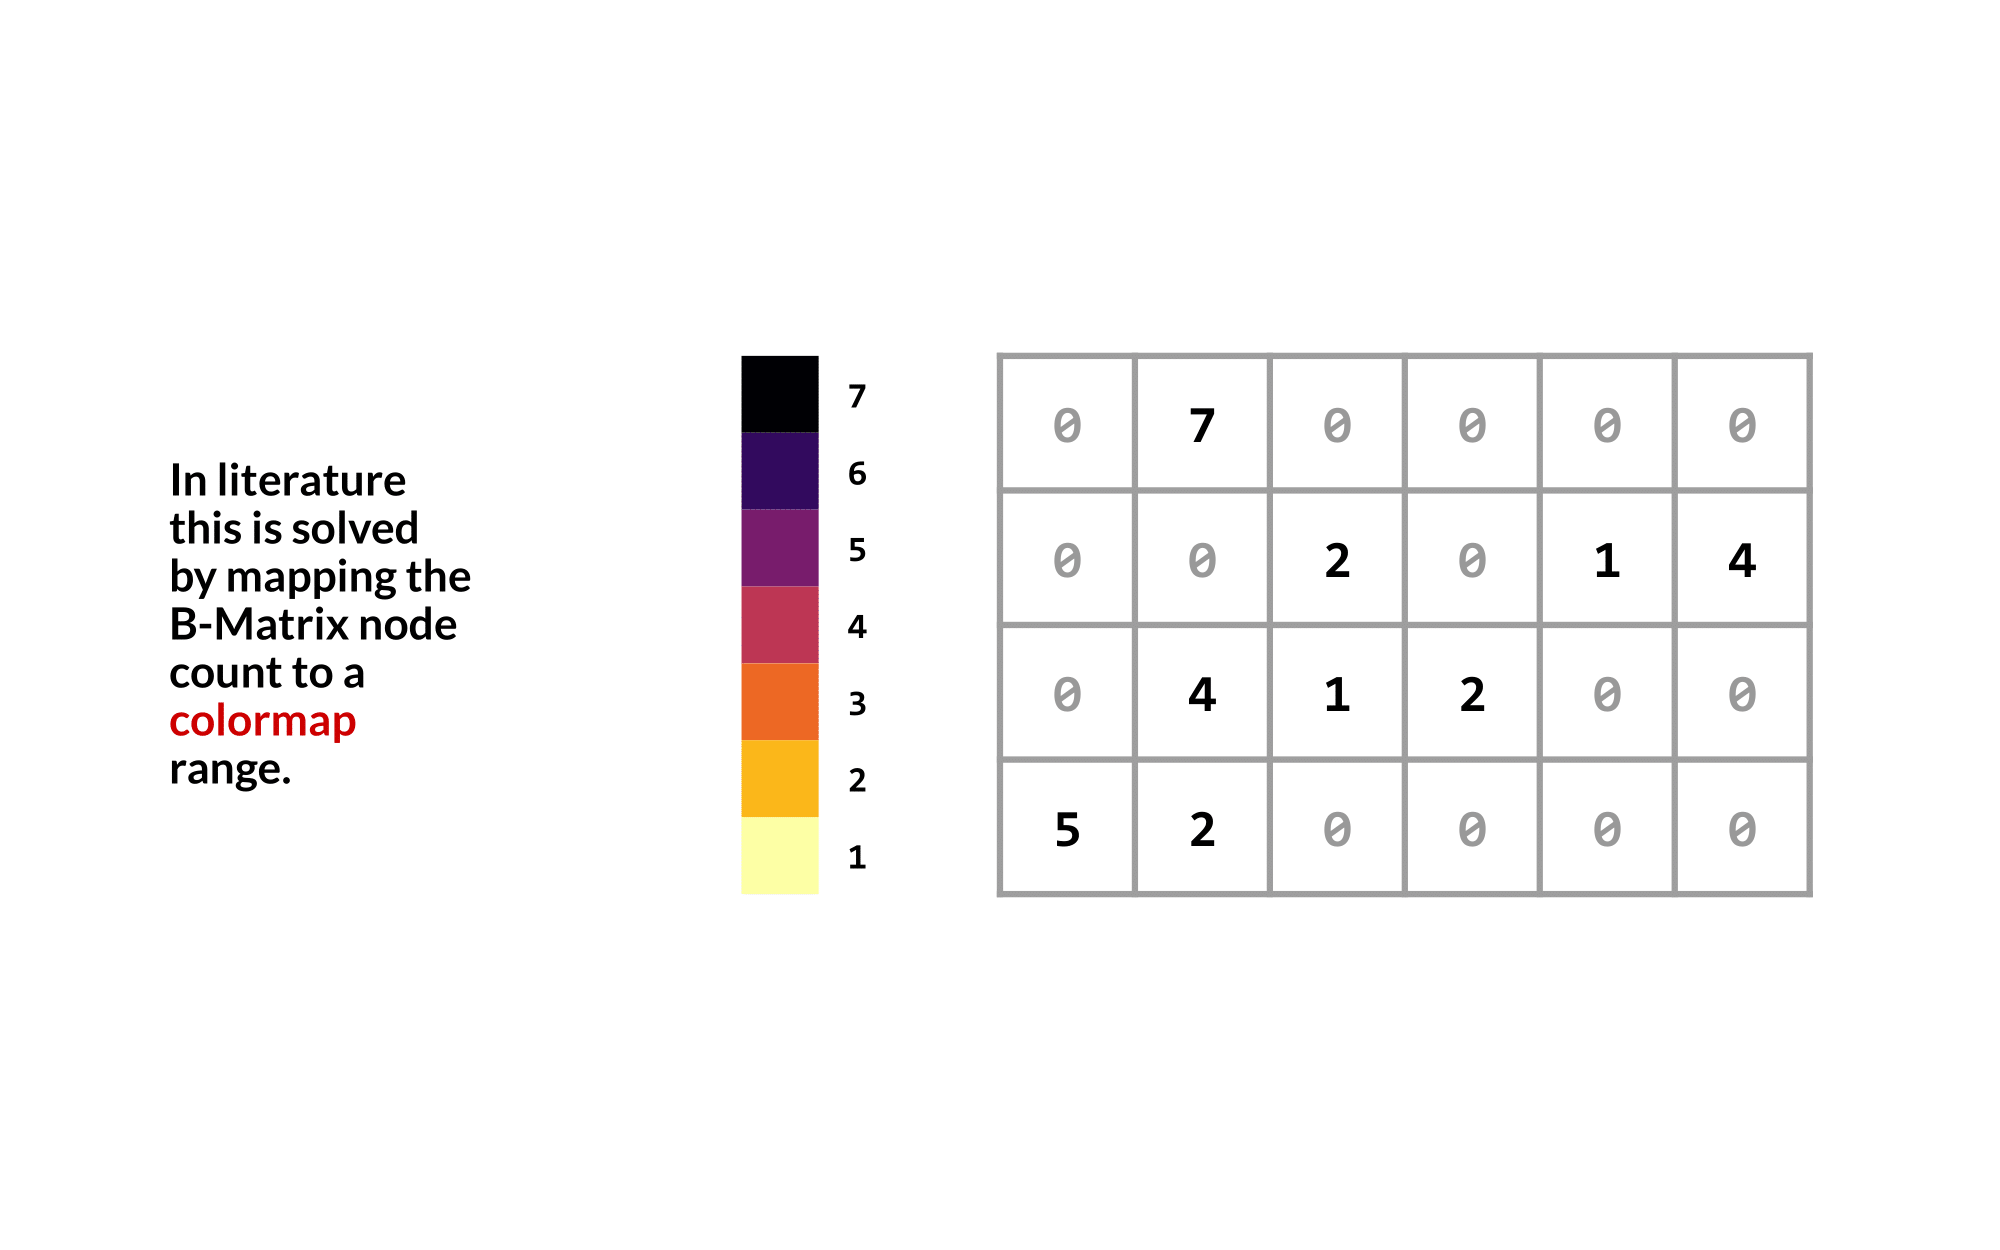 In literature
this is solved
by mapping the
B-Matrix node
count to a
colormap
range.
7
6
5
4
3
2
1
0 7 0 0 0 0
0 0 2 0 1 4
0 4 1 2 0 0
5 2 0 0 0 0